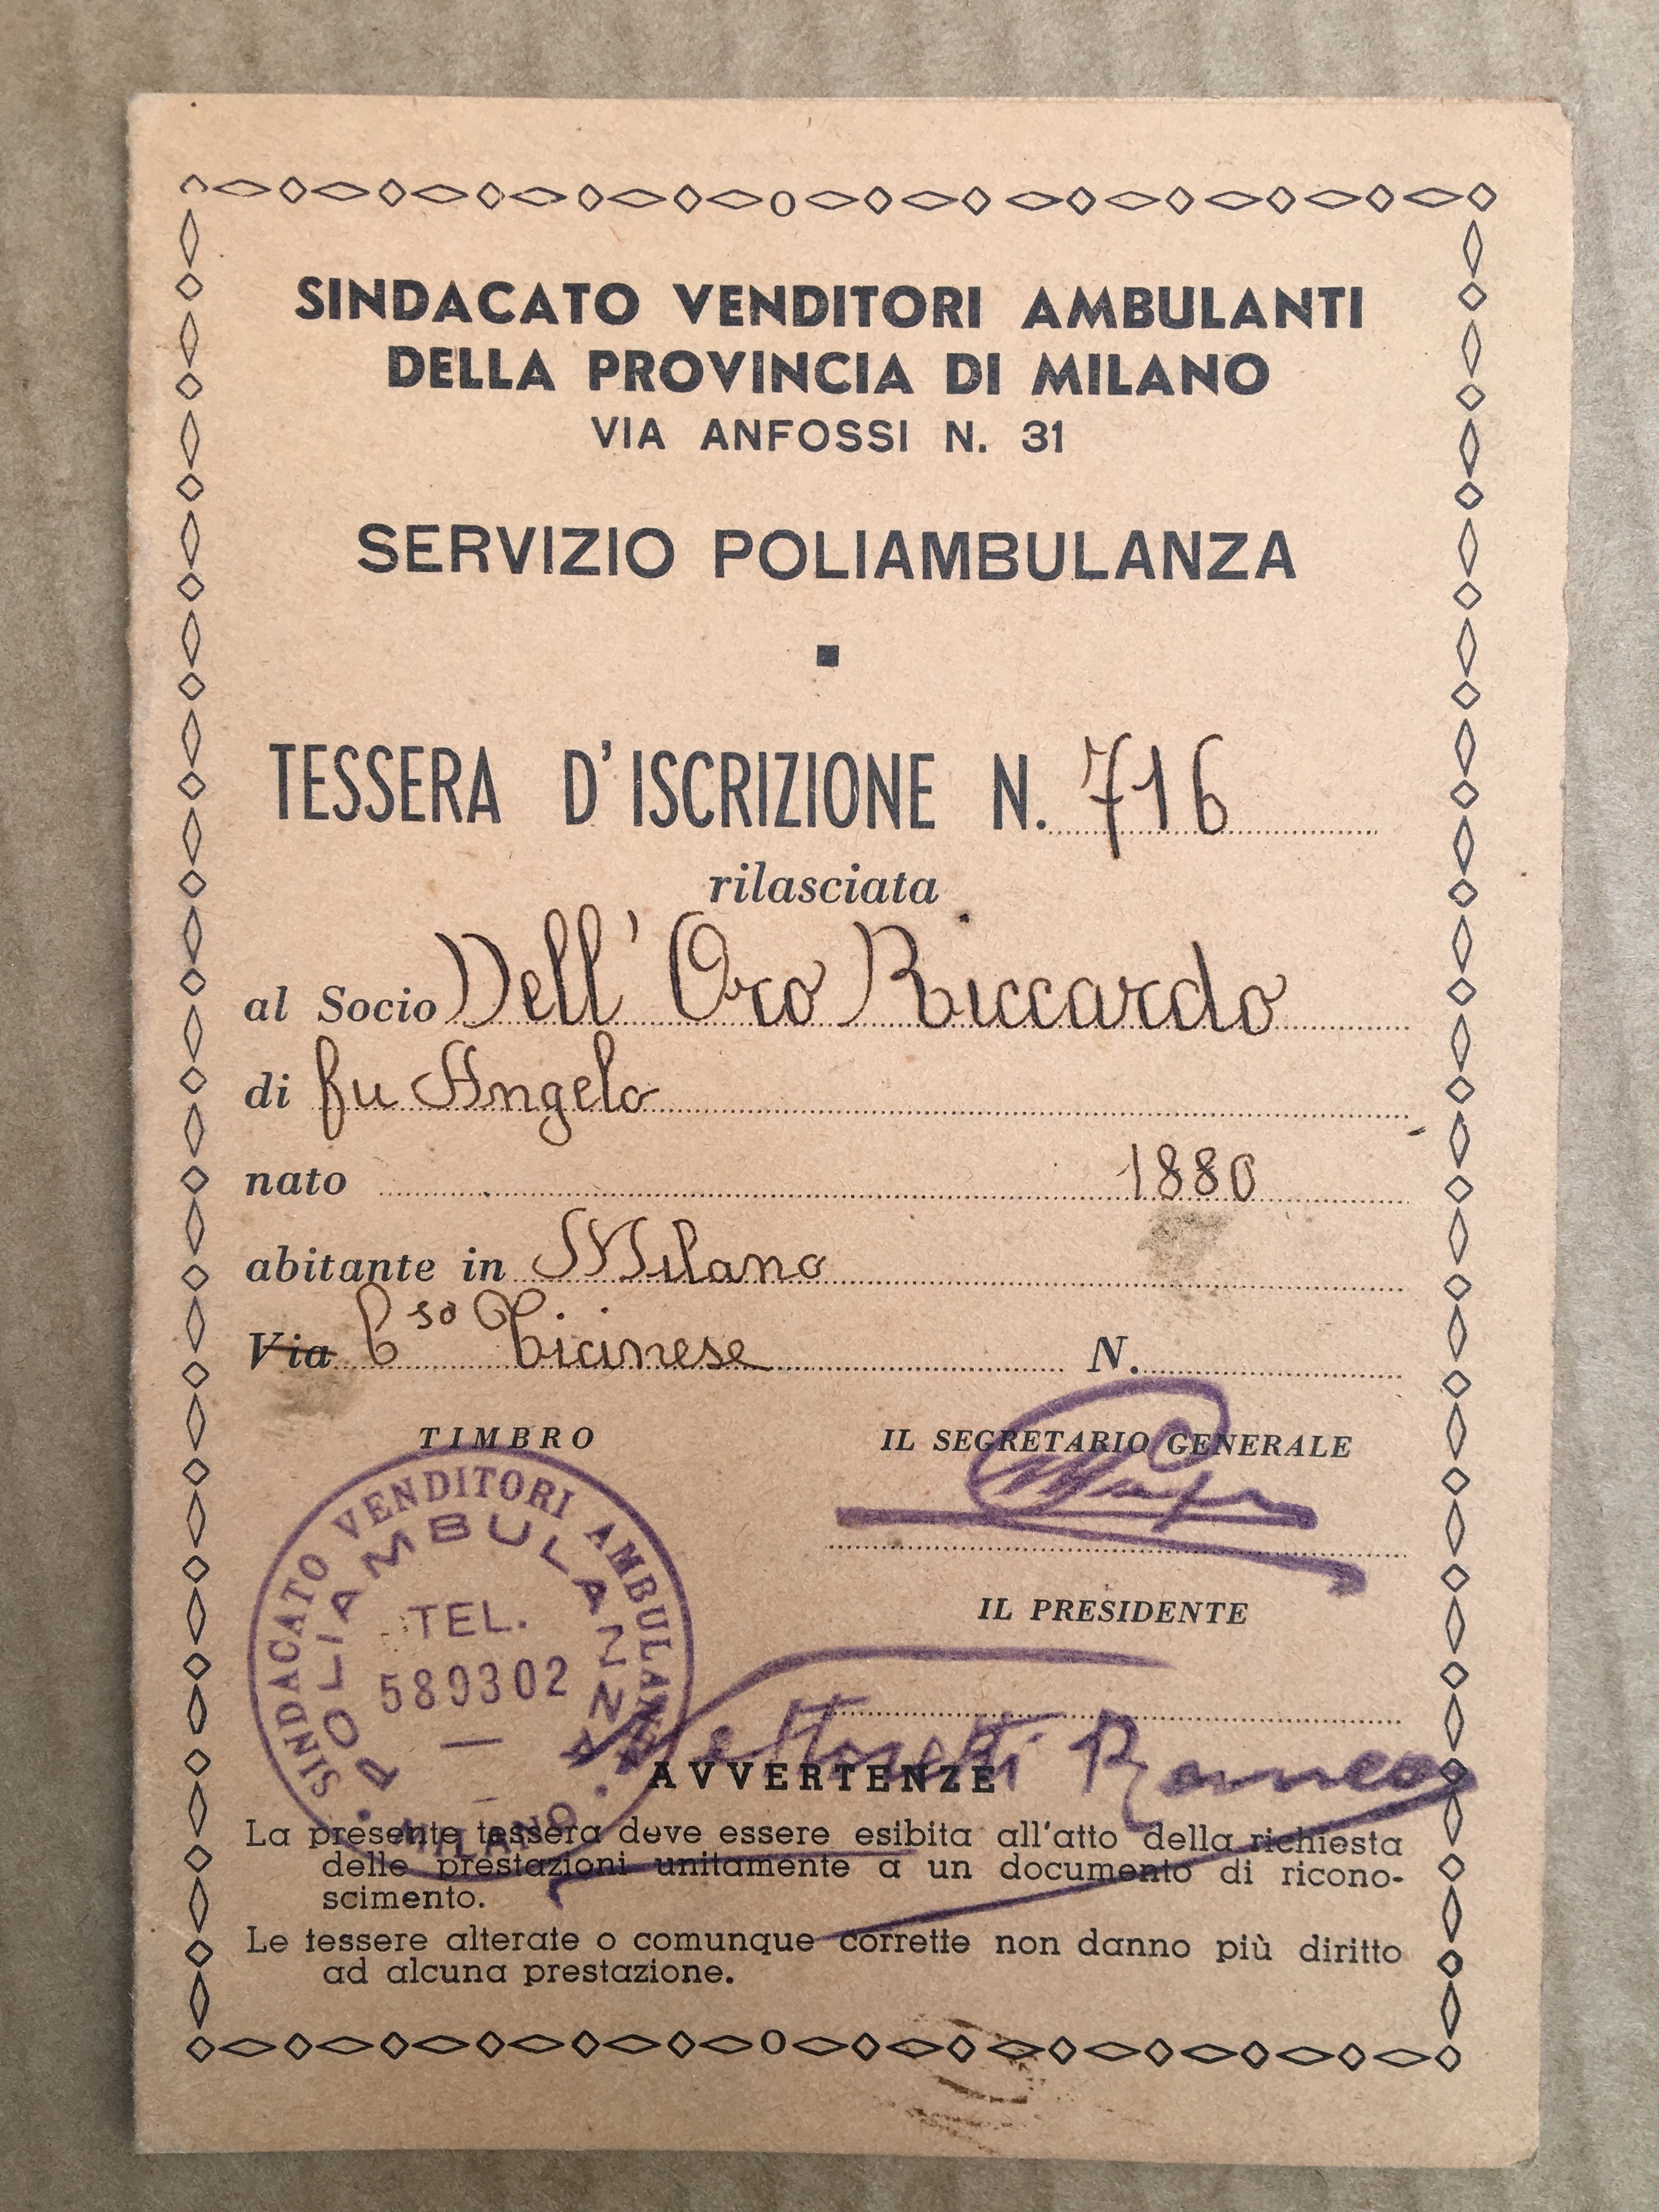 SINDACATO VENDITORI AMBULANTI
DELLA PROVINCIA DI MILANO
VIA ANFOSSI N. 31
SERVIZIO POLIAMBULANZA
TESSERA D'ISCRIZIONE N. 716
rilasciata
al Socio Dell'Oro Riccardo
di fu Angelo
nato 1880
abitante in Milano
Via C.so Ticinese N.
TIMBRO
IL SEGRETARIO GENERALE
SINDACATO VENDITORI AMBULANTI
POLIAMBULANZA
TEL.
589302
MILANO
IL PRESIDENTE
Romeo
AVVERTENZE
La presente tessera deve essere esibita all'atto della richiesta
delle prestazioni unitamente a un documento di ricono-
scimento.
Le tessere alterate o comunque corrette non danno più diritto
ad alcuna prestazione.